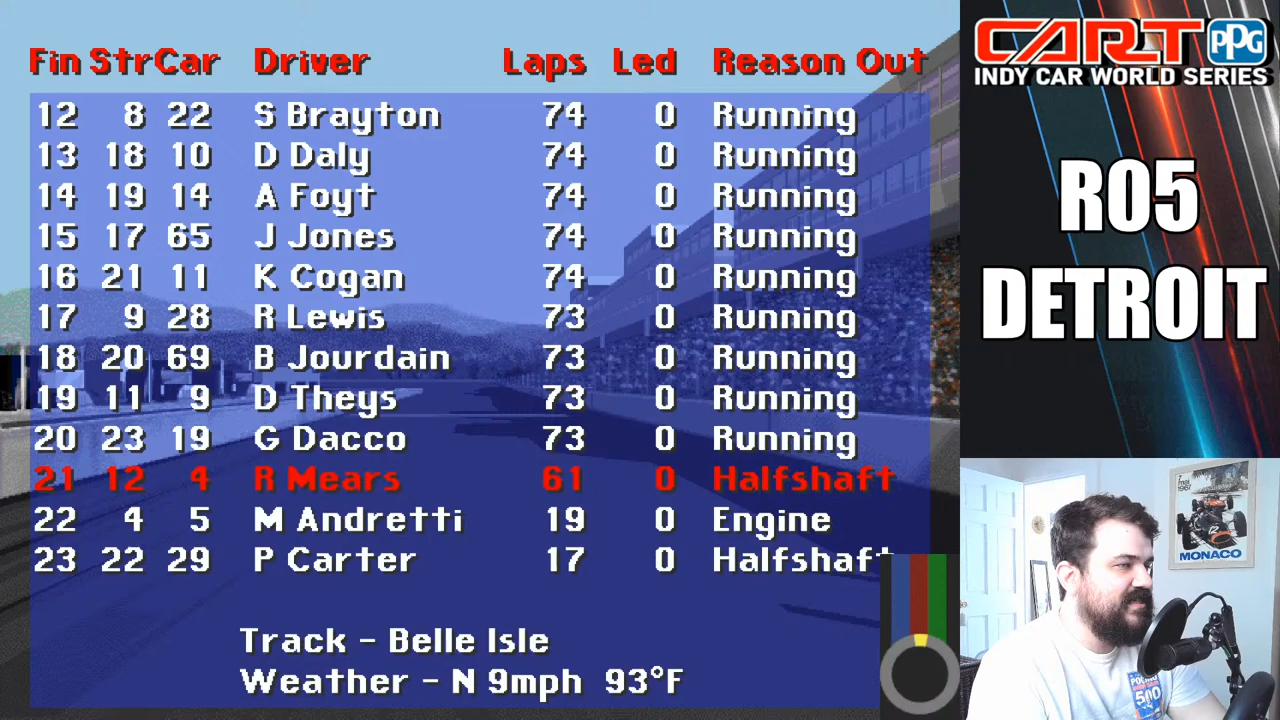 Fin Str Car Driver Laps Led Reason Out
12 8 22 S Brayton 74 0 Running
13 18 10 D Daly 74 0 Running
14 19 14 A Foyt 74 0 Running
15 17 65 J Jones 74 0 Running
16 21 11 K Cogan 74 0 Running
17 9 28 R Lewis 73 0 Running
18 20 69 B Jourdain 73 0 Running
19 11 9 D Theys 73 0 Running
20 23 19 G Dacco 73 0 Running
21 12 4 R Mears 61 0 Halfshaft
22 4 5 M Andretti 19 0 Engine
23 22 29 P Carter 17 0 Halfshaft
Track - Belle Isle
Weather - N 9mph 93°F
CART PPG
INDY CAR WORLD SERIES
R05
DETROIT
7 mai
1967
MONACO
500